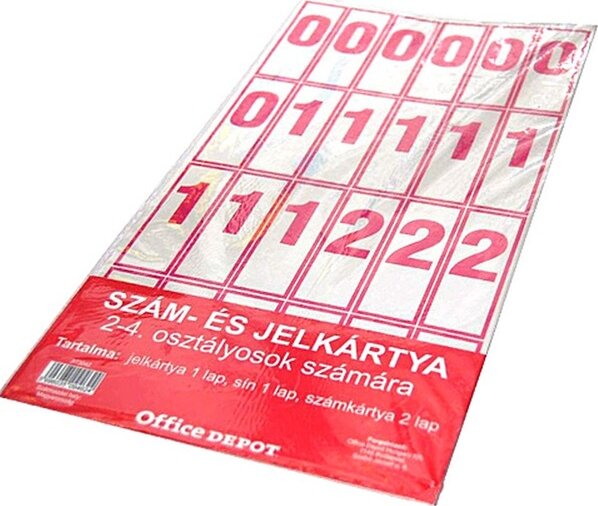 0 0 0 0 0 0
0 1 1 1 1 1
1 1 1 2 2 2
SZÁM- ÉS JELKÁRTYA
2-4. osztályosok számára
Tartalma: jelkártya 1 lap, sín 1 lap, számkártya 2 lap
Office DEPOT